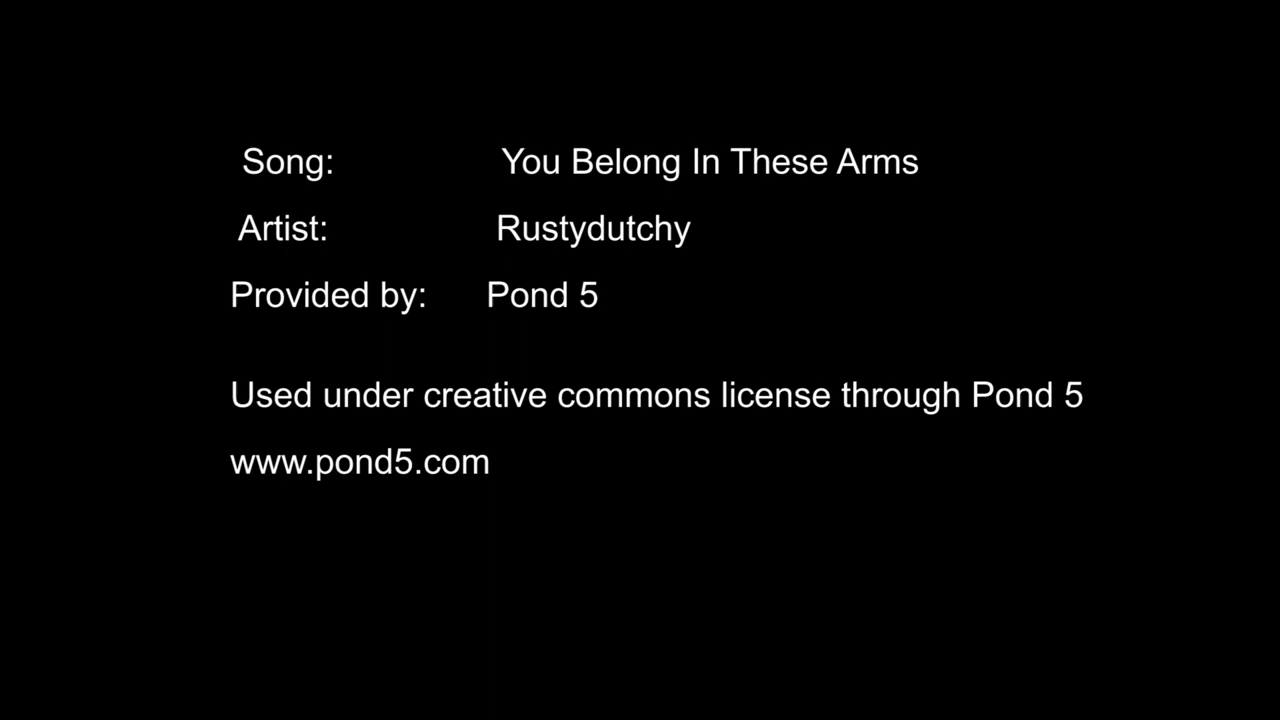 Song: You Belong In These Arms
Artist: Rustydutchy
Provided by: Pond 5
Used under creative commons license through Pond 5
www.pond5.com